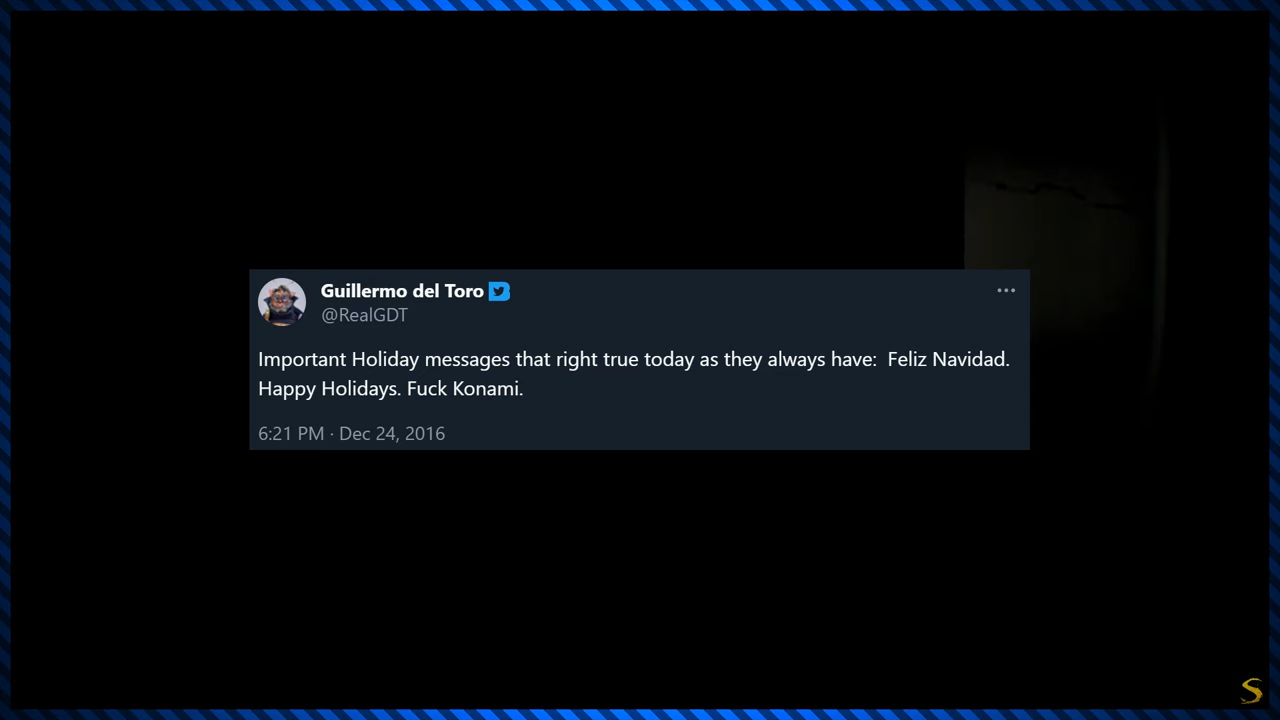 Guillermo del Toro
@RealGDT
Important Holiday messages that right true today as they always have:  Feliz Navidad.
Happy Holidays. Fuck Konami.
6:21 PM · Dec 24, 2016
S